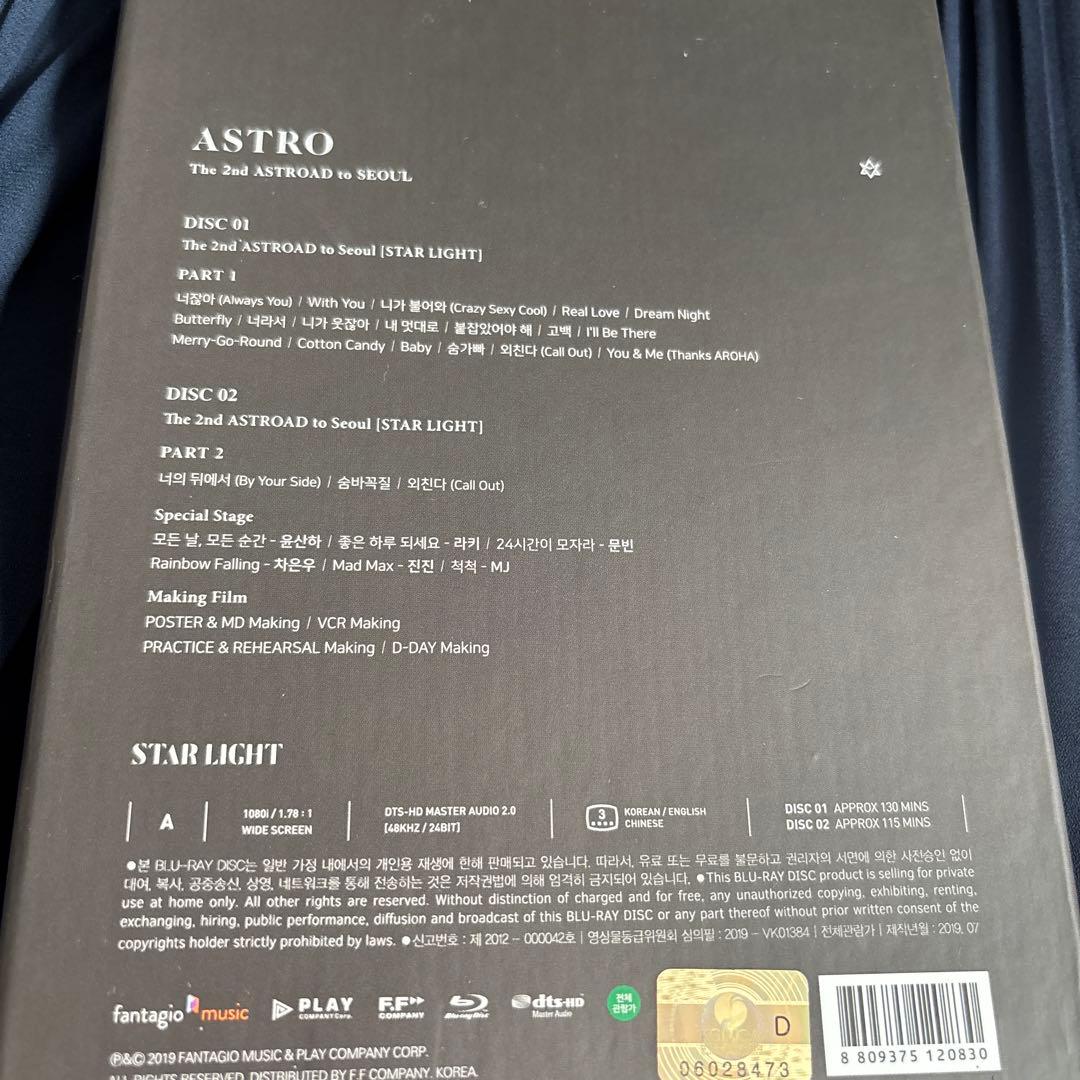 ASTRO
The 2nd ASTROAD to SEOUL
DISC 01
The 2nd ASTROAD to Seoul [STAR LIGHT]
PART 1
너잖아 (Always You) / With You / 니가 불어와 (Crazy Sexy Cool) / Real Love / Dream Night
Butterfly / 너라서 / 니가 웃잖아 / 내 멋대로 / 붙잡았어야 해 / 고백 / I'll Be There
Merry-Go-Round / Cotton Candy / Baby / 숨가빠 / 외친다 (Call Out) / You & Me (Thanks AROHA)
DISC 02
The 2nd ASTROAD to Seoul [STAR LIGHT]
PART 2
너의 뒤에서 (By Your Side) / 숨바꼭질 / 외친다 (Call Out)
Special Stage
모든 날, 모든 순간 - 윤산하 / 좋은 하루 되세요 - 라키 / 24시간이 모자라 - 문빈
Rainbow Falling - 차은우 / Mad Max - 진진 / 척척 - MJ
Making Film
POSTER & MD Making / VCR Making
PRACTICE & REHEARSAL Making / D-DAY Making
STAR LIGHT
A
1080i / 1.78 : 1
WIDE SCREEN
DTS-HD MASTER AUDIO 2.0
[48KHZ / 24BIT]
3
KOREAN / ENGLISH
CHINESE
DISC 01 APPROX 130 MINS
DISC 02 APPROX 115 MINS
●본 BLU-RAY DISC는 일반 가정 내에서의 개인용 재생에 한해 판매되고 있습니다. 따라서, 유료 또는 무료를 불문하고 권리자의 서면에 의한 사전승인 없이
대여, 복사, 공중송신, 상영, 네트워크를 통해 전송하는 것은 저작권법에 의해 엄격히 금지되어 있습니다. ●This BLU-RAY DISC product is selling for private
use at home only. All other rights are reserved. Without distinction of charged and for free, any unauthorized copying, exhibiting, renting,
exchanging, hiring, public performance, diffusion and broadcast of this BLU-RAY DISC or any part thereof without prior written consent of the
copyrights holder strictly prohibited by laws. ●신고번호 : 제 2012 - 000042호 | 영상물등급위원회 심의필 : 2019 - VK01384 | 전체관람가 | 제작년월 : 2019. 07
fantagio music
PLAY
COMPANY Corp.
F.F
COMPANY
Blu-ray Disc
dts-HD
Master Audio
전체
관람가
D
06028473
8 809375 120830
℗&© 2019 FANTAGIO MUSIC & PLAY COMPANY CORP.
ALL RIGHTS RESERVED. DISTRIBUTED BY F.F COMPANY. KOREA.